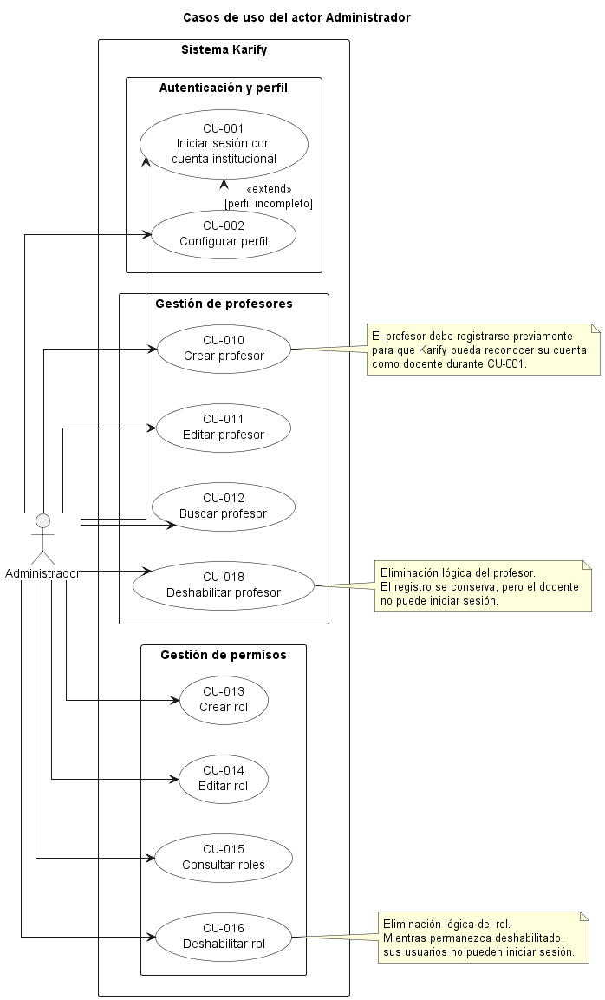 Casos de uso del actor Administrador
Sistema Karify
Autenticación y perfil
CU-001
Iniciar sesión con
cuenta institucional
«extend»
[perfil incompleto]
CU-002
Configurar perfil
Gestión de profesores
CU-010
Crear profesor
El profesor debe registrarse previamente
para que Karify pueda reconocer su cuenta
como docente durante CU-001.
CU-011
Editar profesor
CU-012
Buscar profesor
Administrador
CU-018
Deshabilitar profesor
Eliminación lógica del profesor.
El registro se conserva, pero el docente
no puede iniciar sesión.
Gestión de permisos
CU-013
Crear rol
CU-014
Editar rol
CU-015
Consultar roles
CU-016
Deshabilitar rol
Eliminación lógica del rol.
Mientras permanezca deshabilitado,
sus usuarios no pueden iniciar sesión.